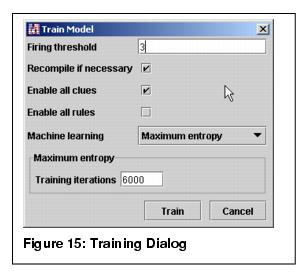 Train Model
Firing threshold 3
Recompile if necessary
Enable all clues
Enable all rules
Machine learning Maximum entropy
Maximum entropy
Training iterations 6000
Train Cancel
Figure 15: Training Dialog